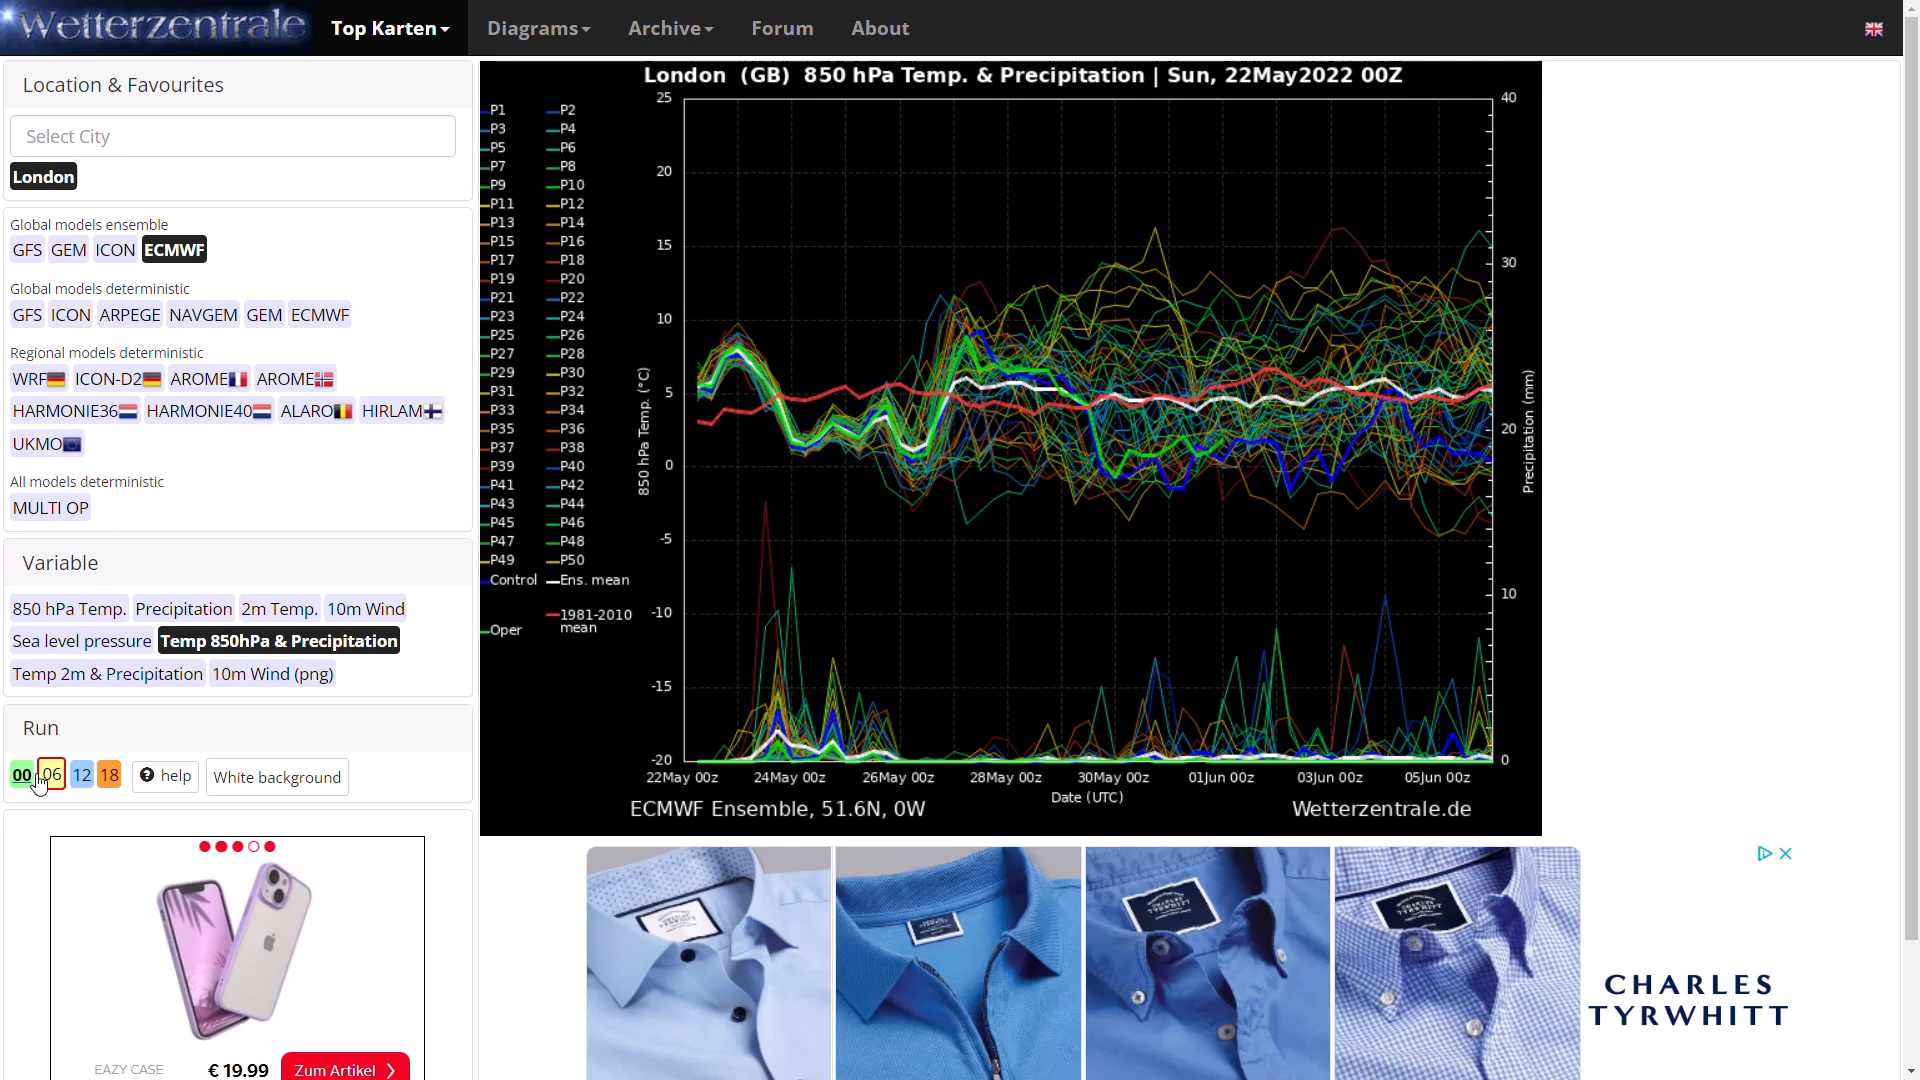 Wetterzentrale
Top Karten
Diagrams
Archive
Forum
About
Location & Favourites
Select City
London
Global models ensemble
GFS GEM ICON ECMWF
Global models deterministic
GFS ICON ARPEGE NAVGEM GEM ECMWF
Regional models deterministic
WRF ICON-D2 AROME AROME
HARMONIE36 HARMONIE40 ALARO HIRLAM
UKMO
All models deterministic
MULTI OP
Variable
850 hPa Temp. Precipitation 2m Temp. 10m Wind
Sea level pressure Temp 850hPa & Precipitation
Temp 2m & Precipitation 10m Wind (png)
Run
00 06 12 18 ? help White background
EAZY CASE € 19.99 Zum Artikel
London (GB) 850 hPa Temp. & Precipitation | Sun, 22May2022 00Z
P1 P2
P3 P4
P5 P6
P7 P8
P9 P10
P11 P12
P13 P14
P15 P16
P17 P18
P19 P20
P21 P22
P23 P24
P25 P26
P27 P28
P29 P30
P31 P32
P33 P34
P35 P36
P37 P38
P39 P40
P41 P42
P43 P44
P45 P46
P47 P48
P49 P50
Control Ens. mean
1981-2010
mean
Oper
850 hPa Temp. (°C)
25
20
15
10
5
0
-5
-10
-15
-20
40
30
20
10
0
Precipitation (mm)
22May 00z 24May 00z 26May 00z 28May 00z 30May 00z 01Jun 00z 03Jun 00z 05Jun 00z
Date (UTC)
ECMWF Ensemble, 51.6N, 0W
Wetterzentrale.de
CHARLES
TYRWHITT
CHARLES
TYRWHITT
CHARLES
TYRWHITT